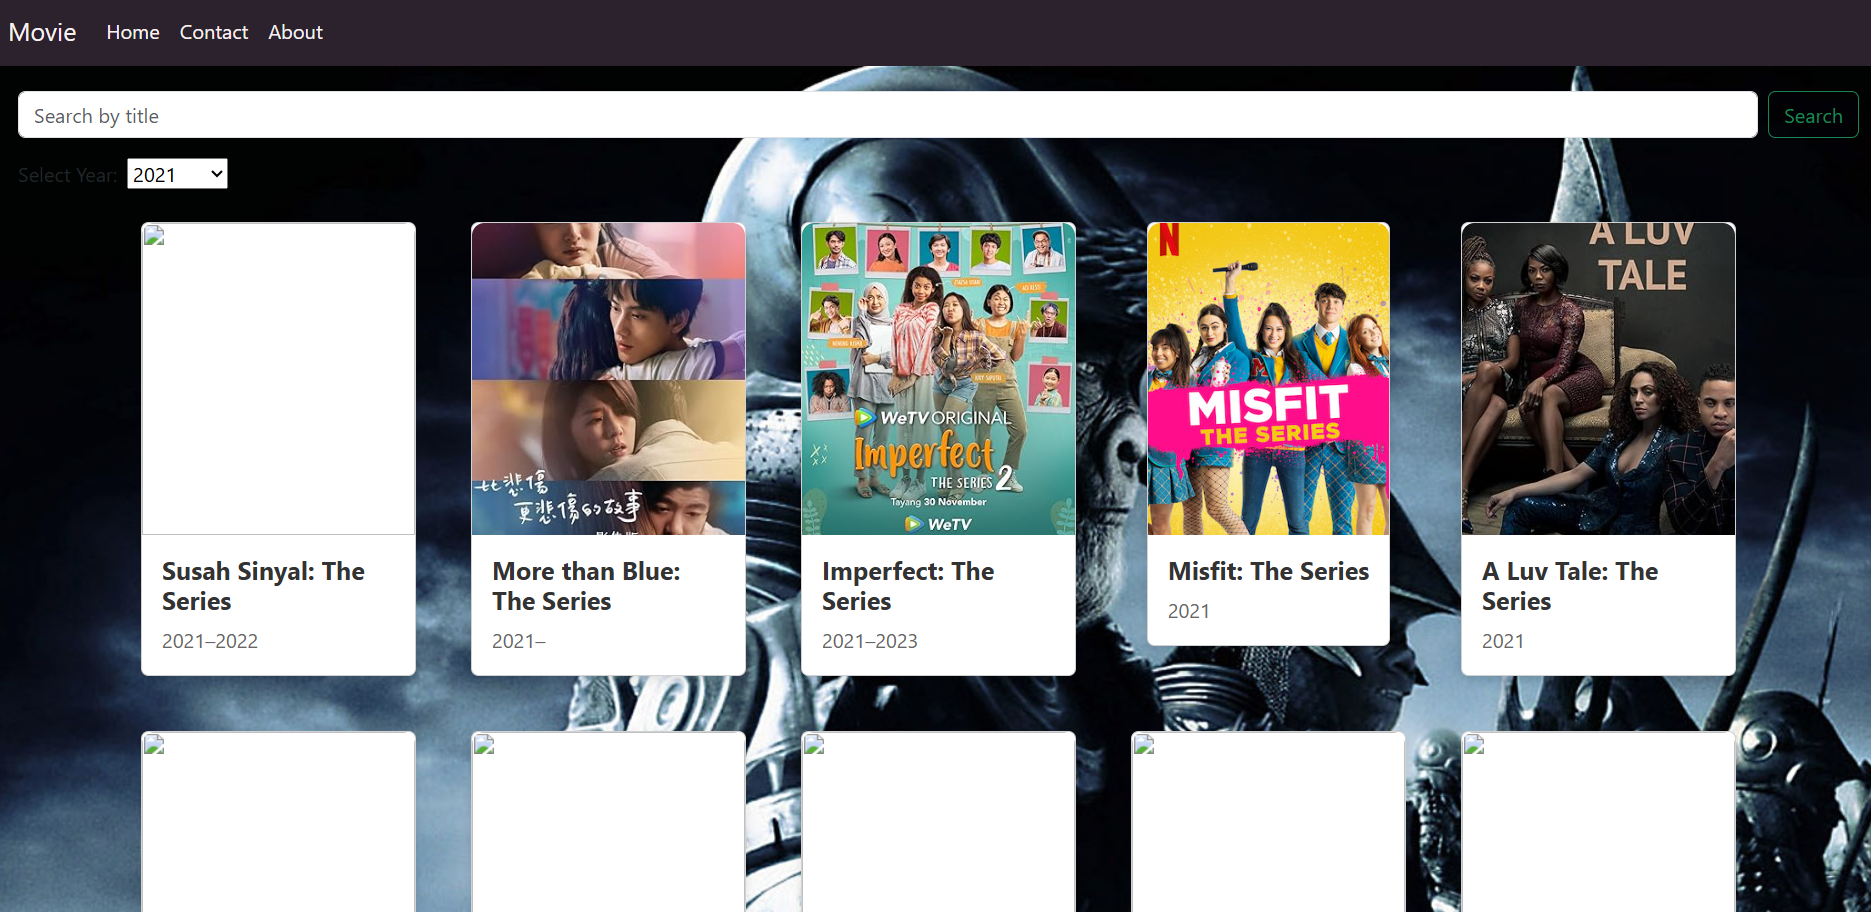 Movie Home Contact About
Search by title
Search
Select Year: 2021
比悲傷
更悲傷的故事
WeTV ORIGINAL
Imperfect
THE SERIES 2
Tayang 30 November
WeTV
N
MISFIT
THE SERIES
A LUV
TALE
Susah Sinyal: The
Series
2021–2022
More than Blue:
The Series
2021–
Imperfect: The
Series
2021–2023
Misfit: The Series
2021
A Luv Tale: The
Series
2021